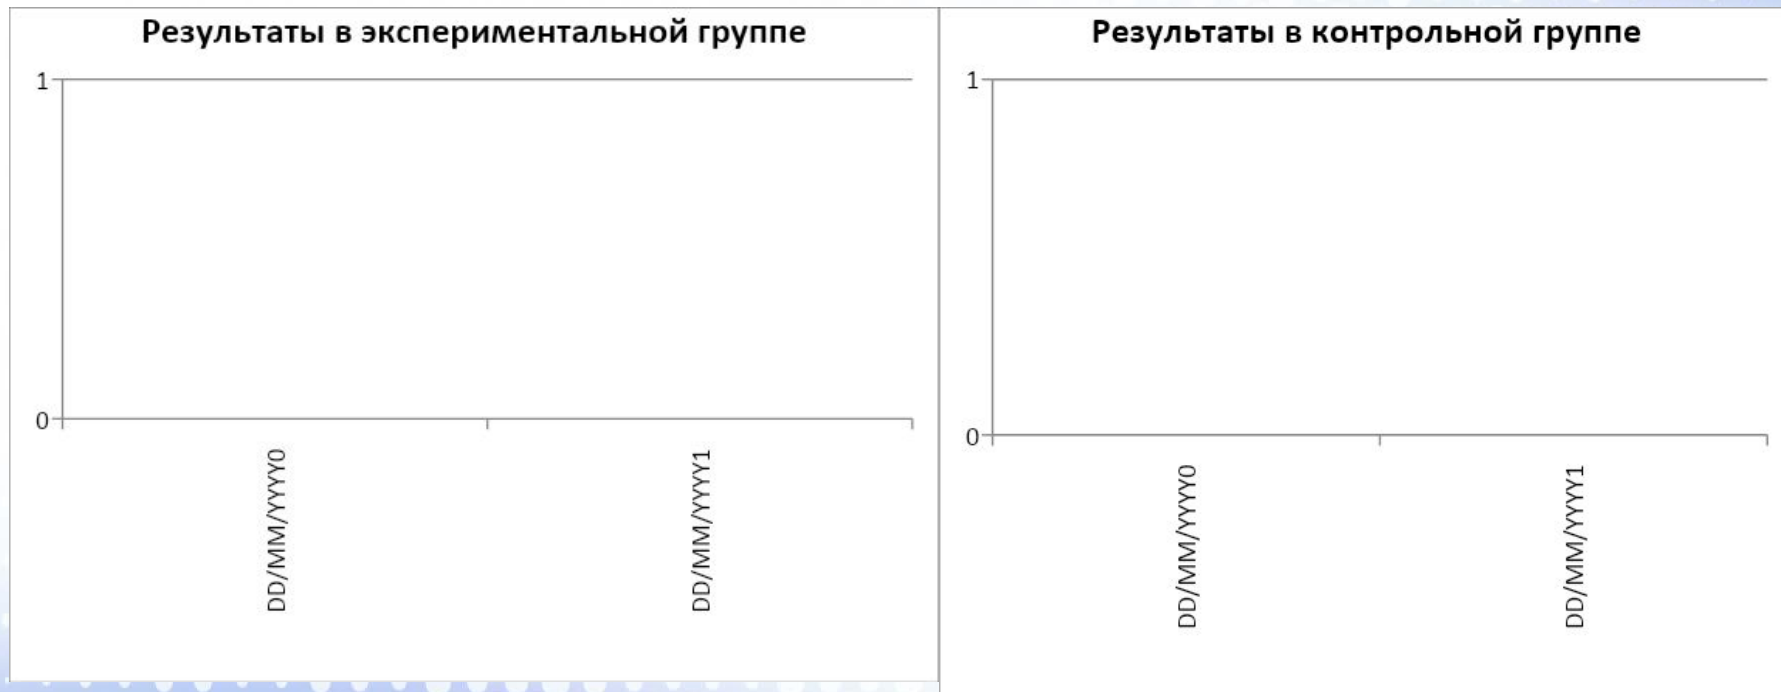 Результаты в экспериментальной группе
1
0
DD/MM/YYYY0
DD/MM/YYYY1
Результаты в контрольной группе
1
0
DD/MM/YYYY0
DD/MM/YYYY1